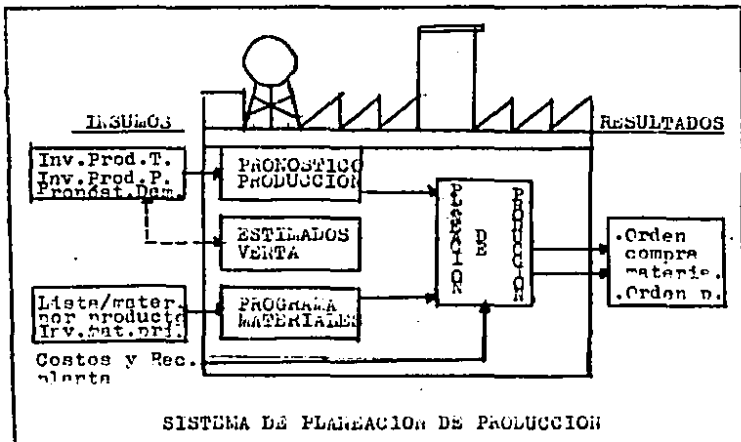 INSUMOS
RESULTADOS
Inv.Prod.T.
Inv.Prod.P.
Pronóst.Dem.
PRONOSTICO
PRODUCCION
ESTIMADOS
VENTA
Lista/mater.
por producto
Inv.mat.pri.
PROGRAMA
MATERIALES
Costos y Rec.
planta
PLANEACION
DE
PRODUCCION
.Orden
compra
materia.
.Orden p.
SISTEMA DE PLANEACION DE PRODUCCION